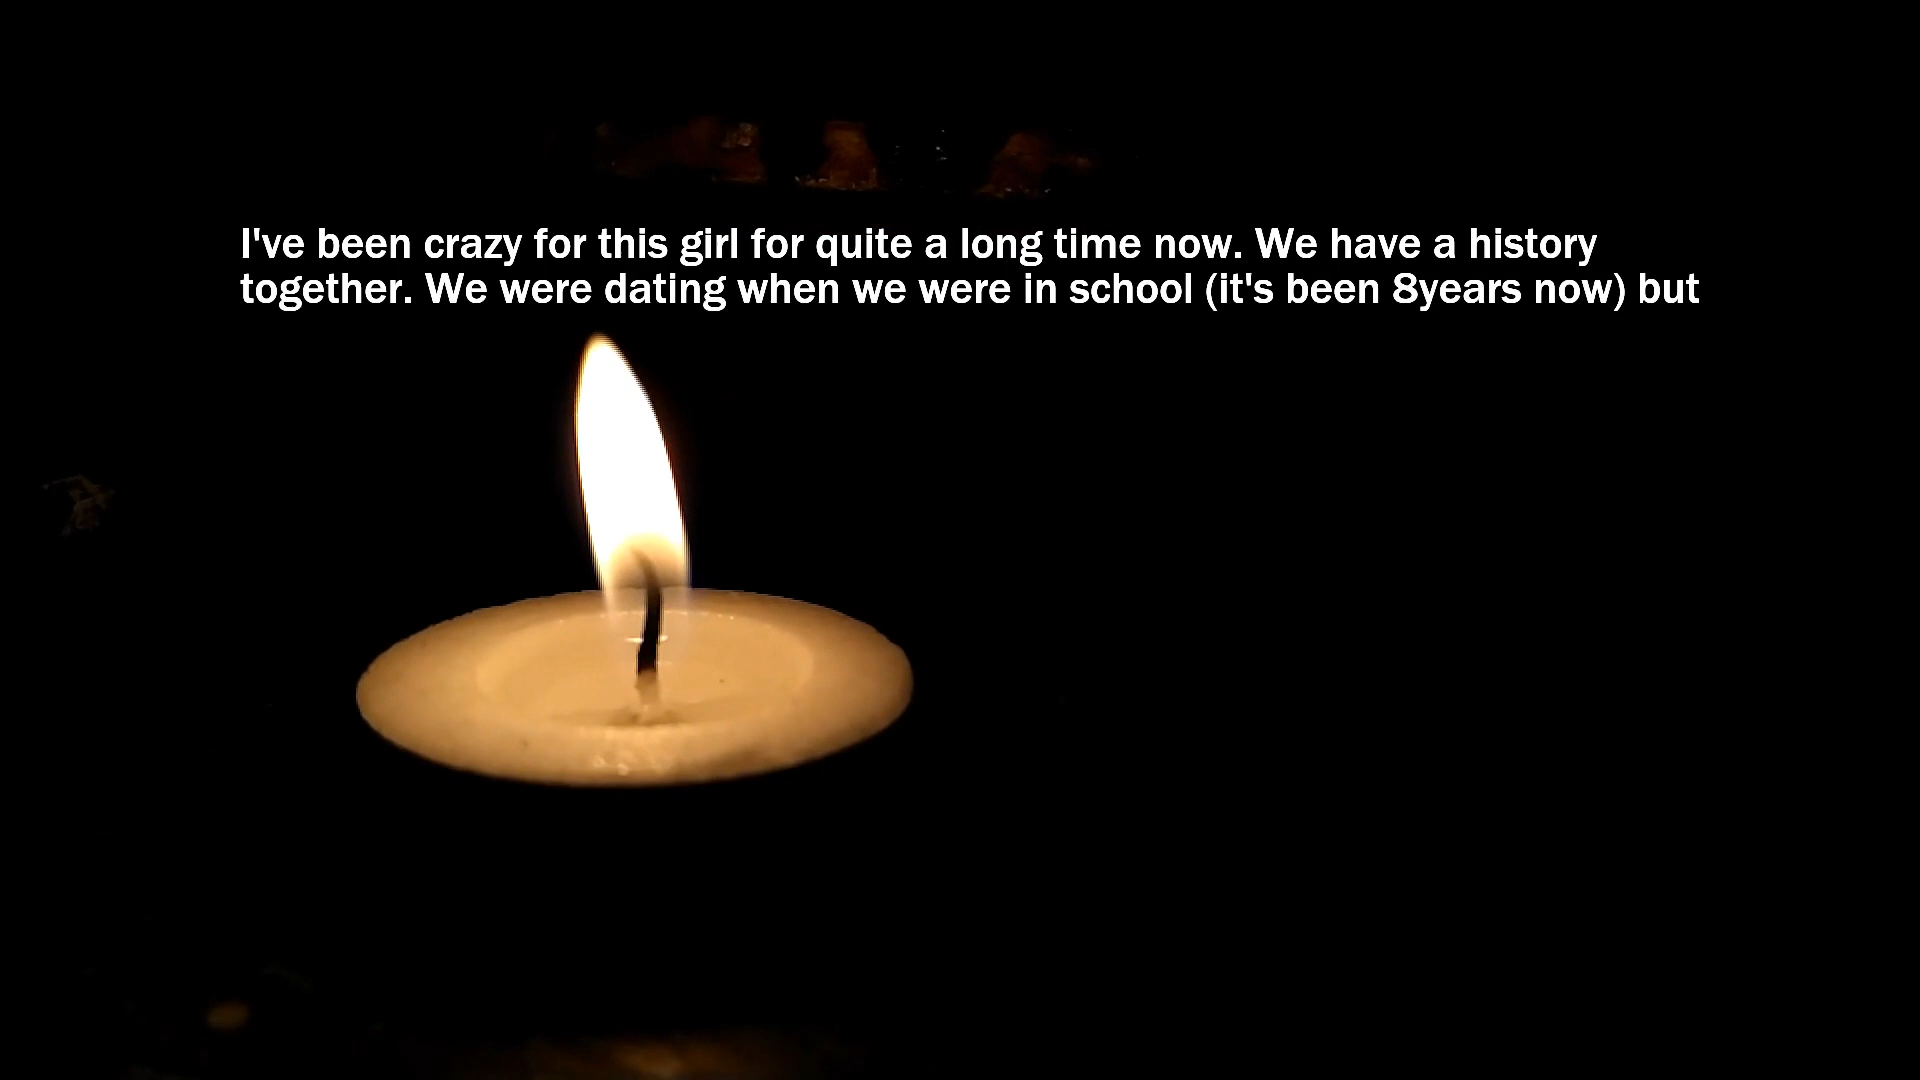 I've been crazy for this girl for quite a long time now. We have a history
together. We were dating when we were in school (it's been 8years now) but